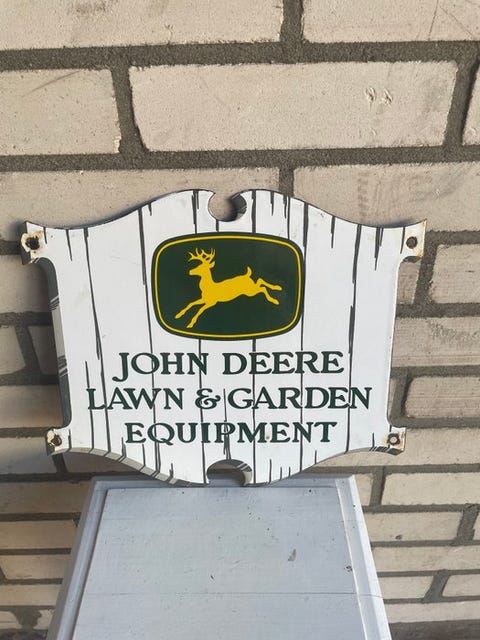 JOHN DEERE
LAWN & GARDEN
EQUIPMENT